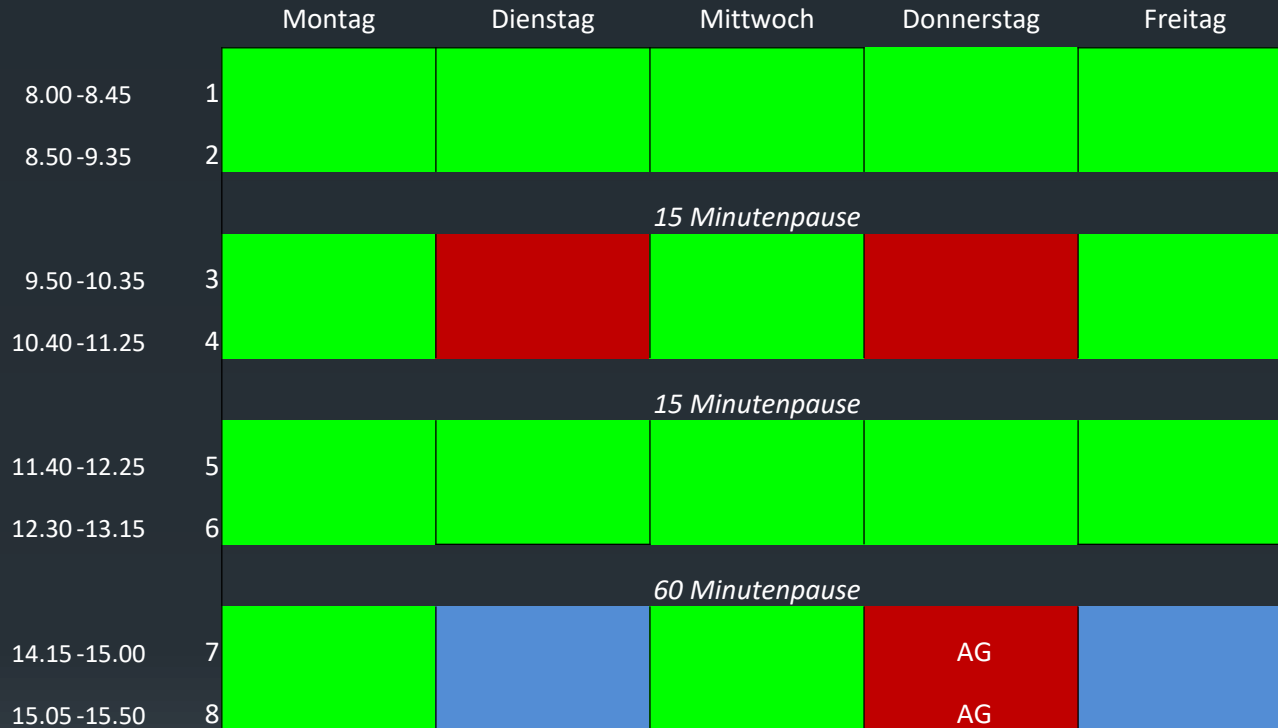 Montag Dienstag Mittwoch Donnerstag Freitag
8.00 -8.45 1
8.50 -9.35 2
15 Minutenpause
9.50 -10.35 3
10.40 -11.25 4
15 Minutenpause
11.40 -12.25 5
12.30 -13.15 6
60 Minutenpause
14.15 -15.00 7 AG
15.05 -15.50 8 AG